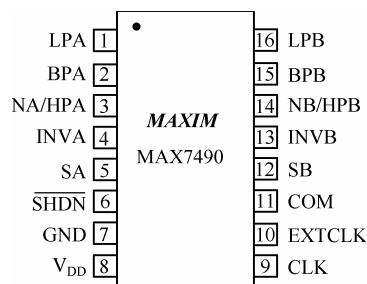 LPA 1 16 LPB
BPA 2 15 BPB
NA/HPA 3 14 NB/HPB
INVA 4 MAXIM 13 INVB
SA 5 MAX7490 12 SB
SHDN 6 11 COM
GND 7 10 EXTCLK
VDD 8 9 CLK